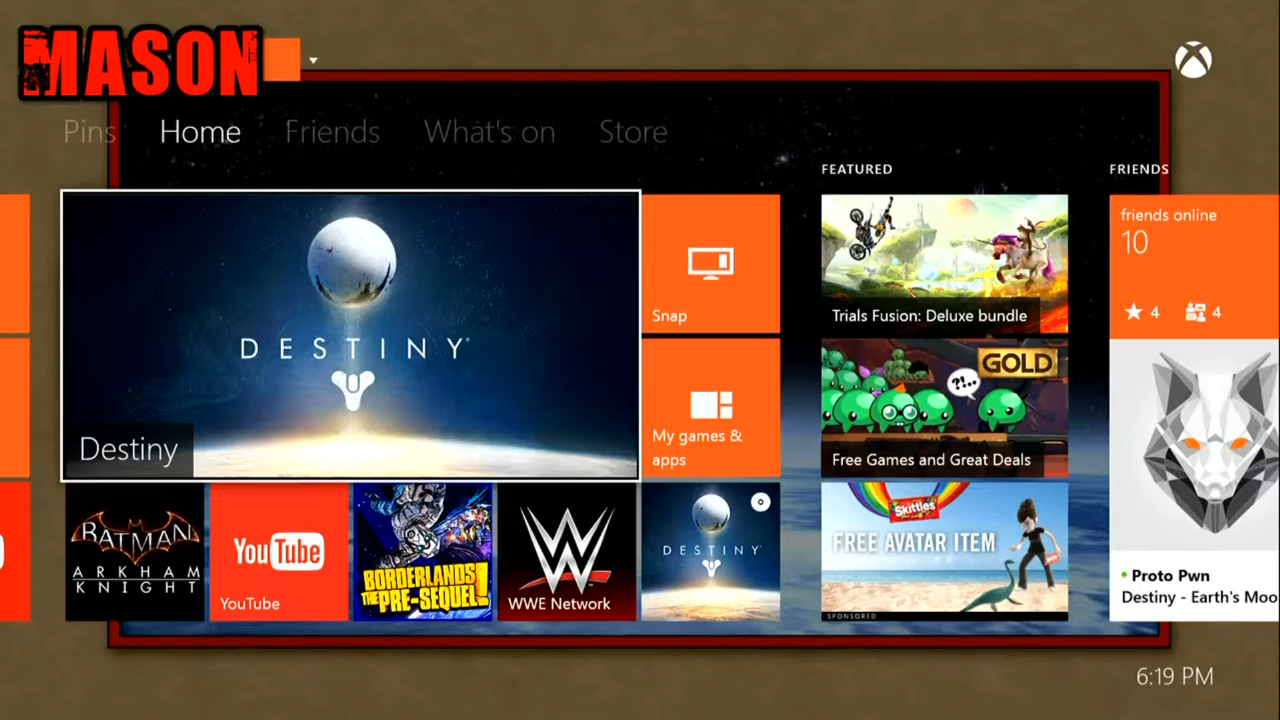 MASON
Pins Home Friends What's on Store
FEATURED
FRIENDS
DESTINY
Destiny
Snap
My games &
apps
Trials Fusion: Deluxe bundle
?!...
GOLD
Free Games and Great Deals
Skittles
FREE AVATAR ITEM
SPONSORED
friends online
10
4 4
Proto Pwn
Destiny - Earth's Moo
BATMAN
ARKHAM
KNIGHT
YouTube
YouTube
BORDERLANDS
THE PRE-SEQUEL!
WWE Network
DESTINY
6:19 PM